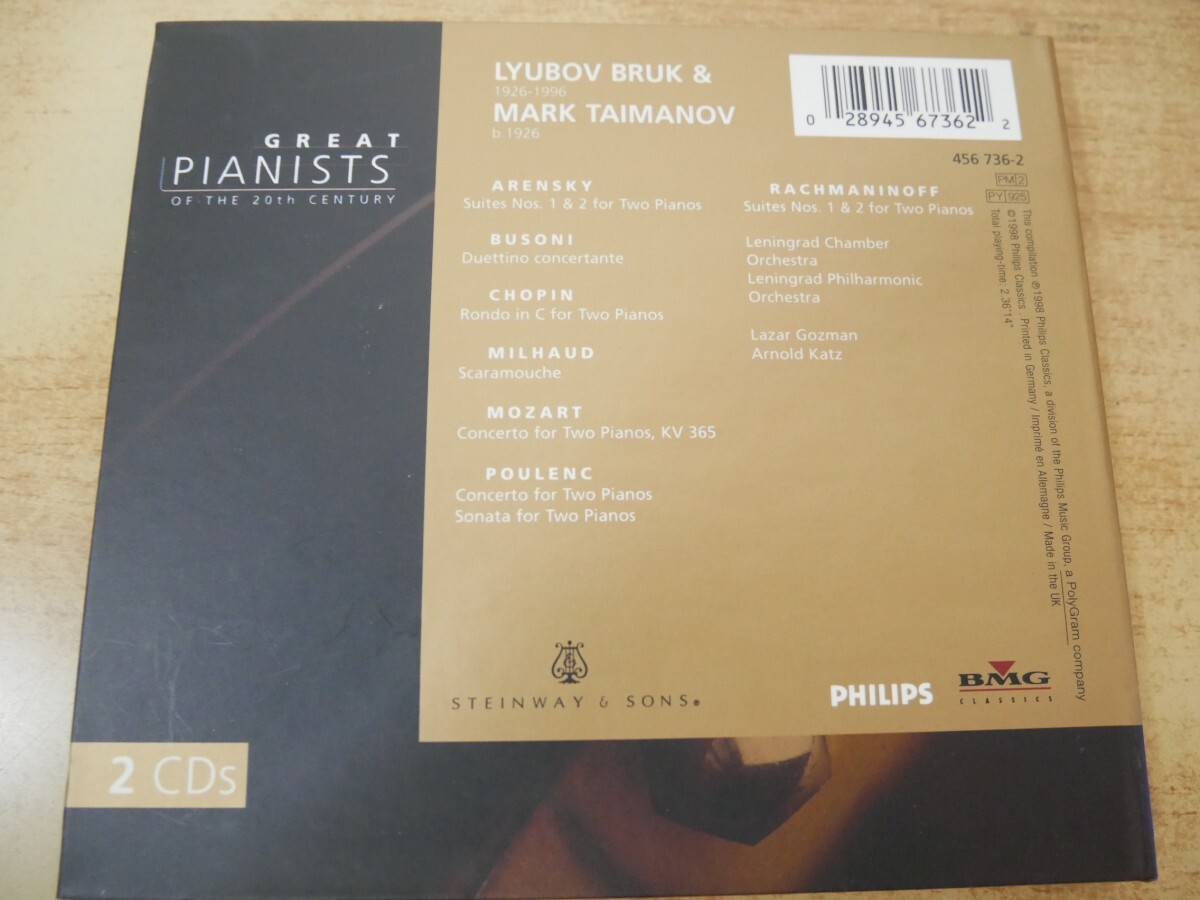 GREAT
PIANISTS
OF THE 20th CENTURY
LYUBOV BRUK &
1926-1996
MARK TAIMANOV
b.1926
0 28945 67362 2
456 736-2
PM 2
PY 925
ARENSKY
Suites Nos. 1 & 2 for Two Pianos
BUSONI
Duettino concertante
CHOPIN
Rondo in C for Two Pianos
MILHAUD
Scaramouche
MOZART
Concerto for Two Pianos, KV 365
POULENC
Concerto for Two Pianos
Sonata for Two Pianos
RACHMANINOFF
Suites Nos. 1 & 2 for Two Pianos
Leningrad Chamber
Orchestra
Leningrad Philharmonic
Orchestra
Lazar Gozman
Arnold Katz
This compilation ℗1998 Philips Classics, a division of the Philips Music Group, a PolyGram company
©1998 Philips Classics. Printed in Germany / Imprimé en Allemagne / Made in the UK
Total playing-time: 2.36'14"
STEINWAY & SONS®
PHILIPS
BMG
CLASSICS
2 CDs